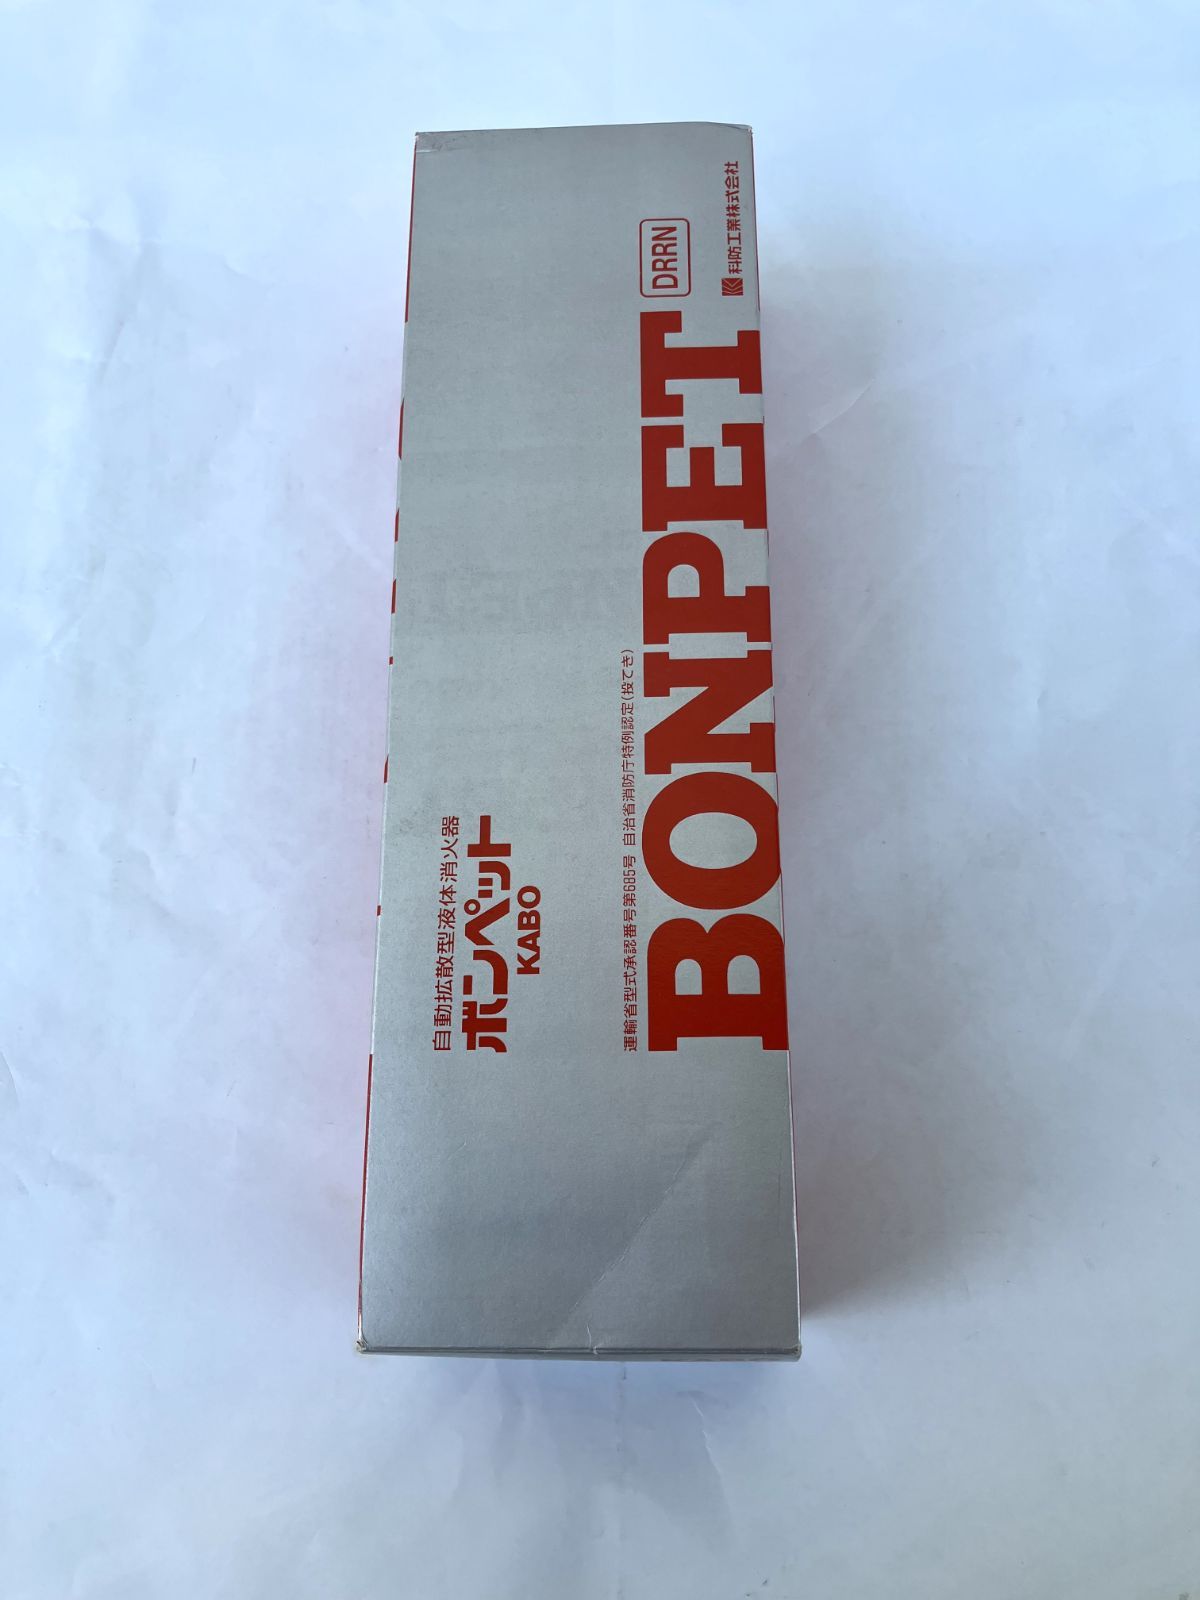 自動拡散型液体消火器
ボンペット
KABO
運輸省型式承認番号第685号 自治省消防庁特例認定(投てき)
BONPET DRRN
科防工業株式会社